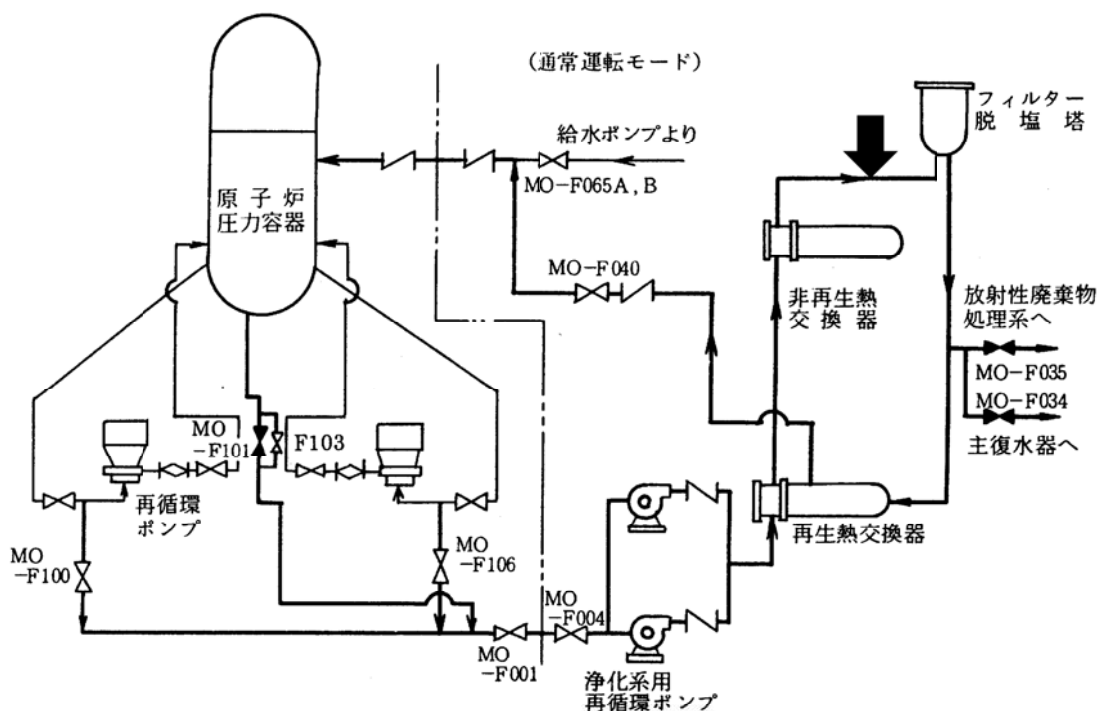 (通常運転モード)
フィルター
脱塩塔
給水ポンプより
MO-F065A,B
原子炉
圧力容器
MO-F040
非再生熱
交換器
放射性廃棄物
処理系へ
MO-F035
MO-F034
主復水器へ
MO
-F101
F103
再循環
ポンプ
再生熱交換器
MO
-F100
MO
-F106
MO
-F004
MO
-F001
浄化系用
再循環ポンプ